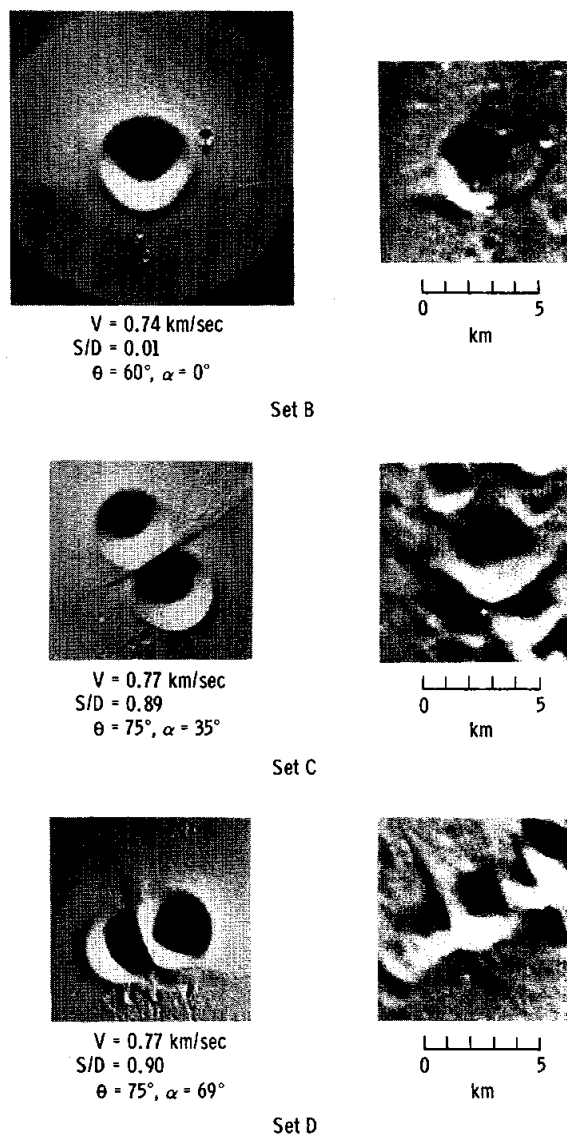 V = 0.74 km/sec
S/D = 0.01
θ = 60°, α = 0°
0 5
km
Set B
V = 0.77 km/sec
S/D = 0.89
θ = 75°, α = 35°
0 5
km
Set C
V = 0.77 km/sec
S/D = 0.90
θ = 75°, α = 69°
0 5
km
Set D